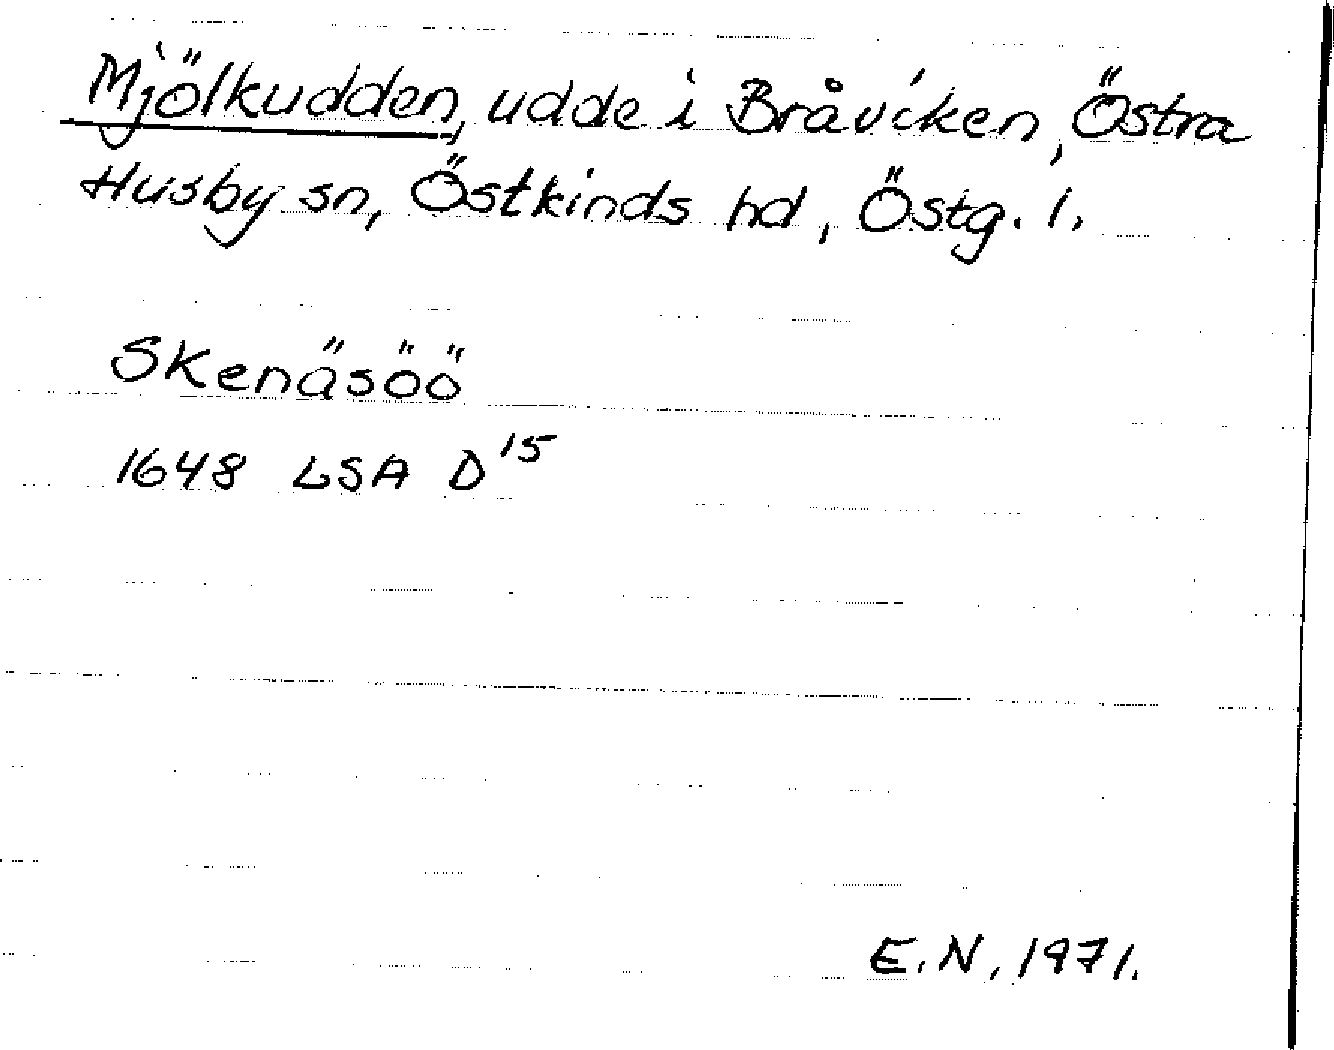 Mjölkudden, udde i Bråviken, Östra
Husby sn, Östkinds hd, Östg. l.
Skenäsöö
1648 LSA D15
E.N. 1971.